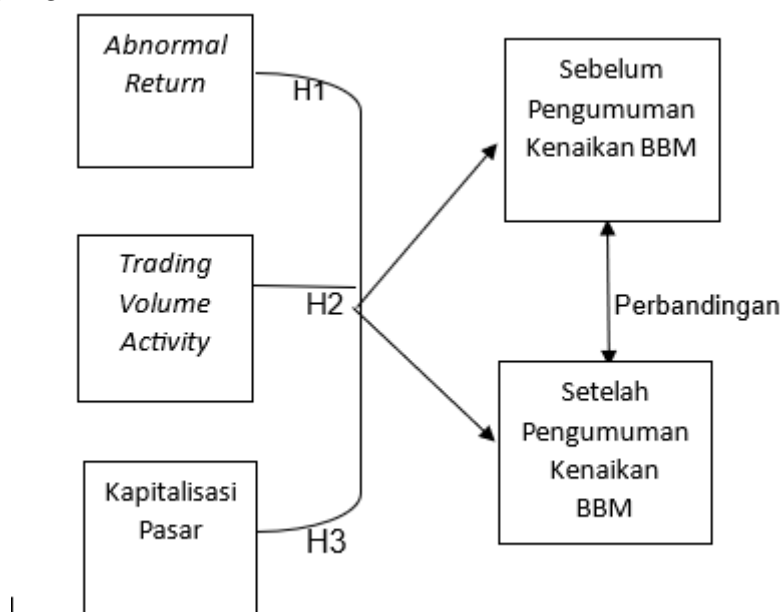 Abnormal
Return
H1
Trading
Volume
Activity
H2
Kapitalisasi
Pasar
H3
Sebelum
Pengumuman
Kenaikan BBM
Perbandingan
Setelah
Pengumuman
Kenaikan
BBM